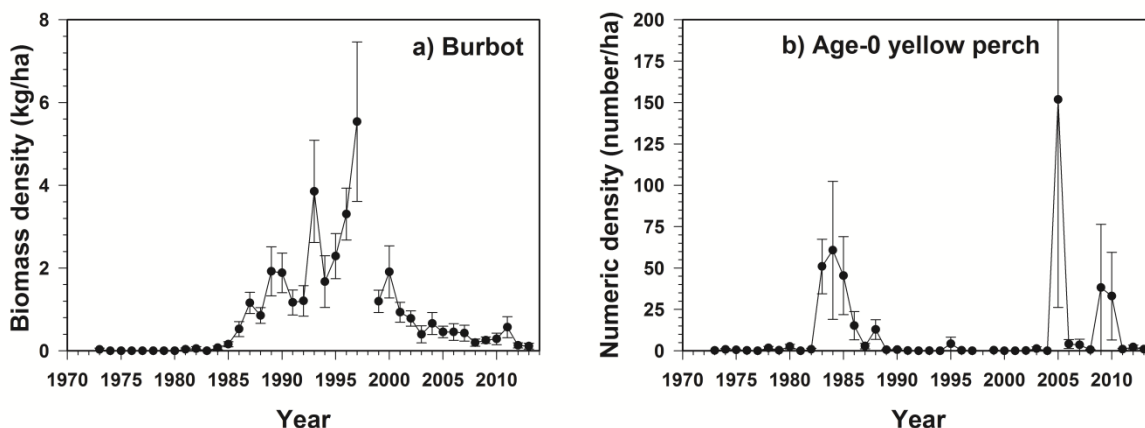 a) Burbot
Biomass density (kg/ha)
8
6
4
2
0
1970 1975 1980 1985 1990 1995 2000 2005 2010
Year
b) Age-0 yellow perch
Numeric density (number/ha)
200
175
150
125
100
75
50
25
0
1970 1975 1980 1985 1990 1995 2000 2005 2010
Year